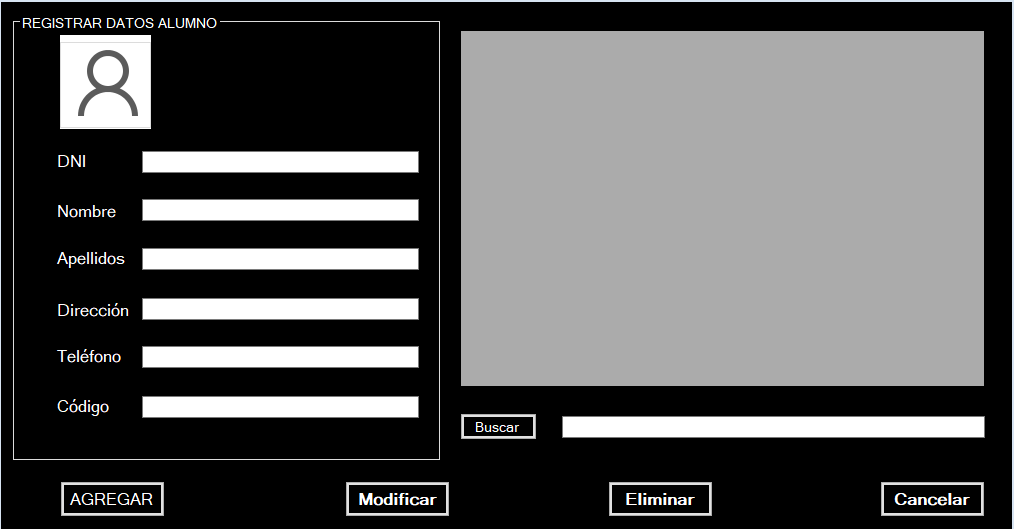 REGISTRAR DATOS ALUMNO
DNI
Nombre
Apellidos
Dirección
Teléfono
Código
Buscar
AGREGAR
Modificar
Eliminar
Cancelar